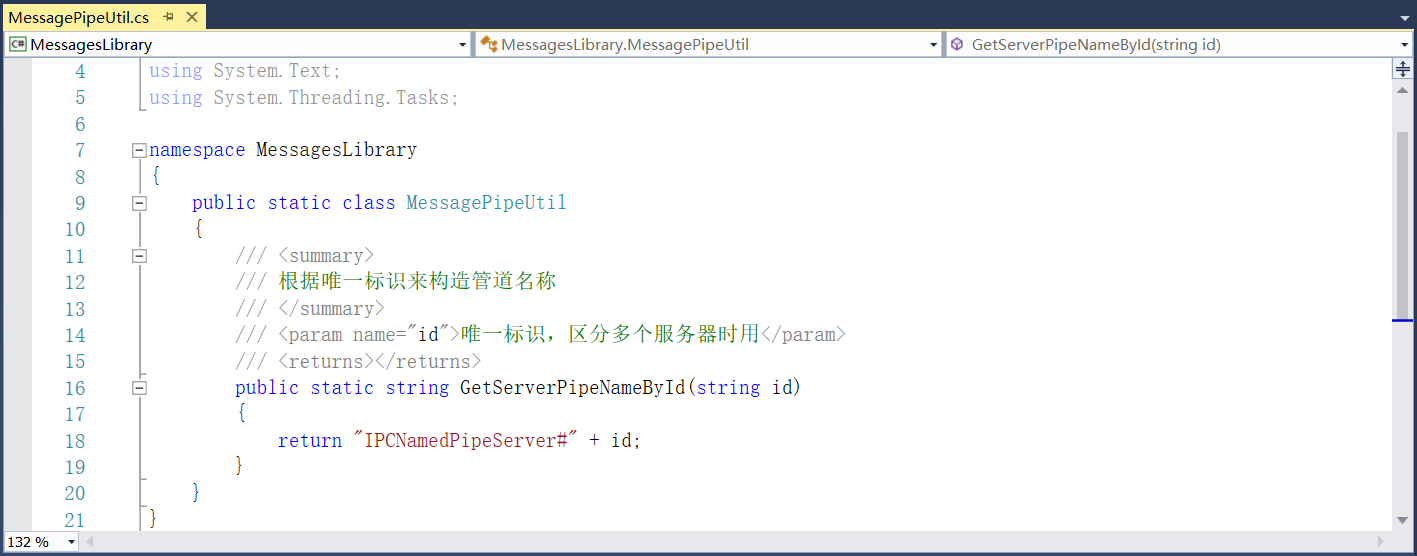 MessagePipeUtil.cs
C# MessagesLibrary
MessagesLibrary.MessagePipeUtil
GetServerPipeNameById(string id)
4 using System.Text;
5 using System.Threading.Tasks;
6
7 namespace MessagesLibrary
8 {
9 public static class MessagePipeUtil
10 {
11 /// <summary>
12 /// 根据唯一标识来构造管道名称
13 /// </summary>
14 /// <param name="id">唯一标识，区分多个服务器时用</param>
15 /// <returns></returns>
16 public static string GetServerPipeNameById(string id)
17 {
18 return "IPCNamedPipeServer#" + id;
19 }
20 }
21 }
132 %